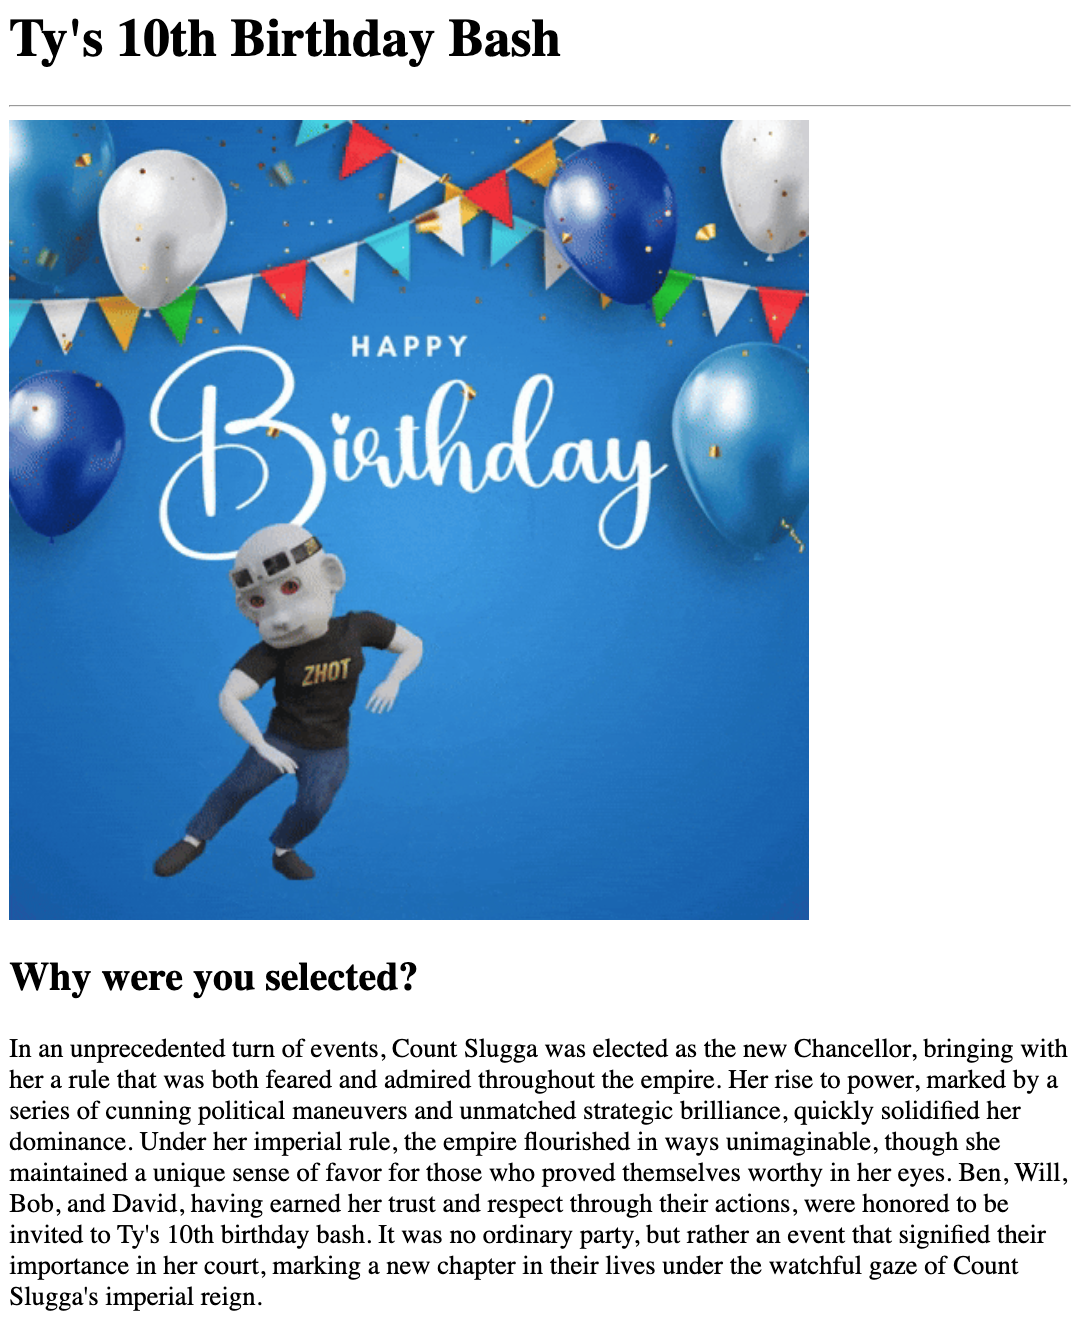 Ty's 10th Birthday Bash
HAPPY
Birthday
ZHOT
Why were you selected?
In an unprecedented turn of events, Count Slugga was elected as the new Chancellor, bringing with
her a rule that was both feared and admired throughout the empire. Her rise to power, marked by a
series of cunning political maneuvers and unmatched strategic brilliance, quickly solidified her
dominance. Under her imperial rule, the empire flourished in ways unimaginable, though she
maintained a unique sense of favor for those who proved themselves worthy in her eyes. Ben, Will,
Bob, and David, having earned her trust and respect through their actions, were honored to be
invited to Ty's 10th birthday bash. It was no ordinary party, but rather an event that signified their
importance in her court, marking a new chapter in their lives under the watchful gaze of Count
Slugga's imperial reign.